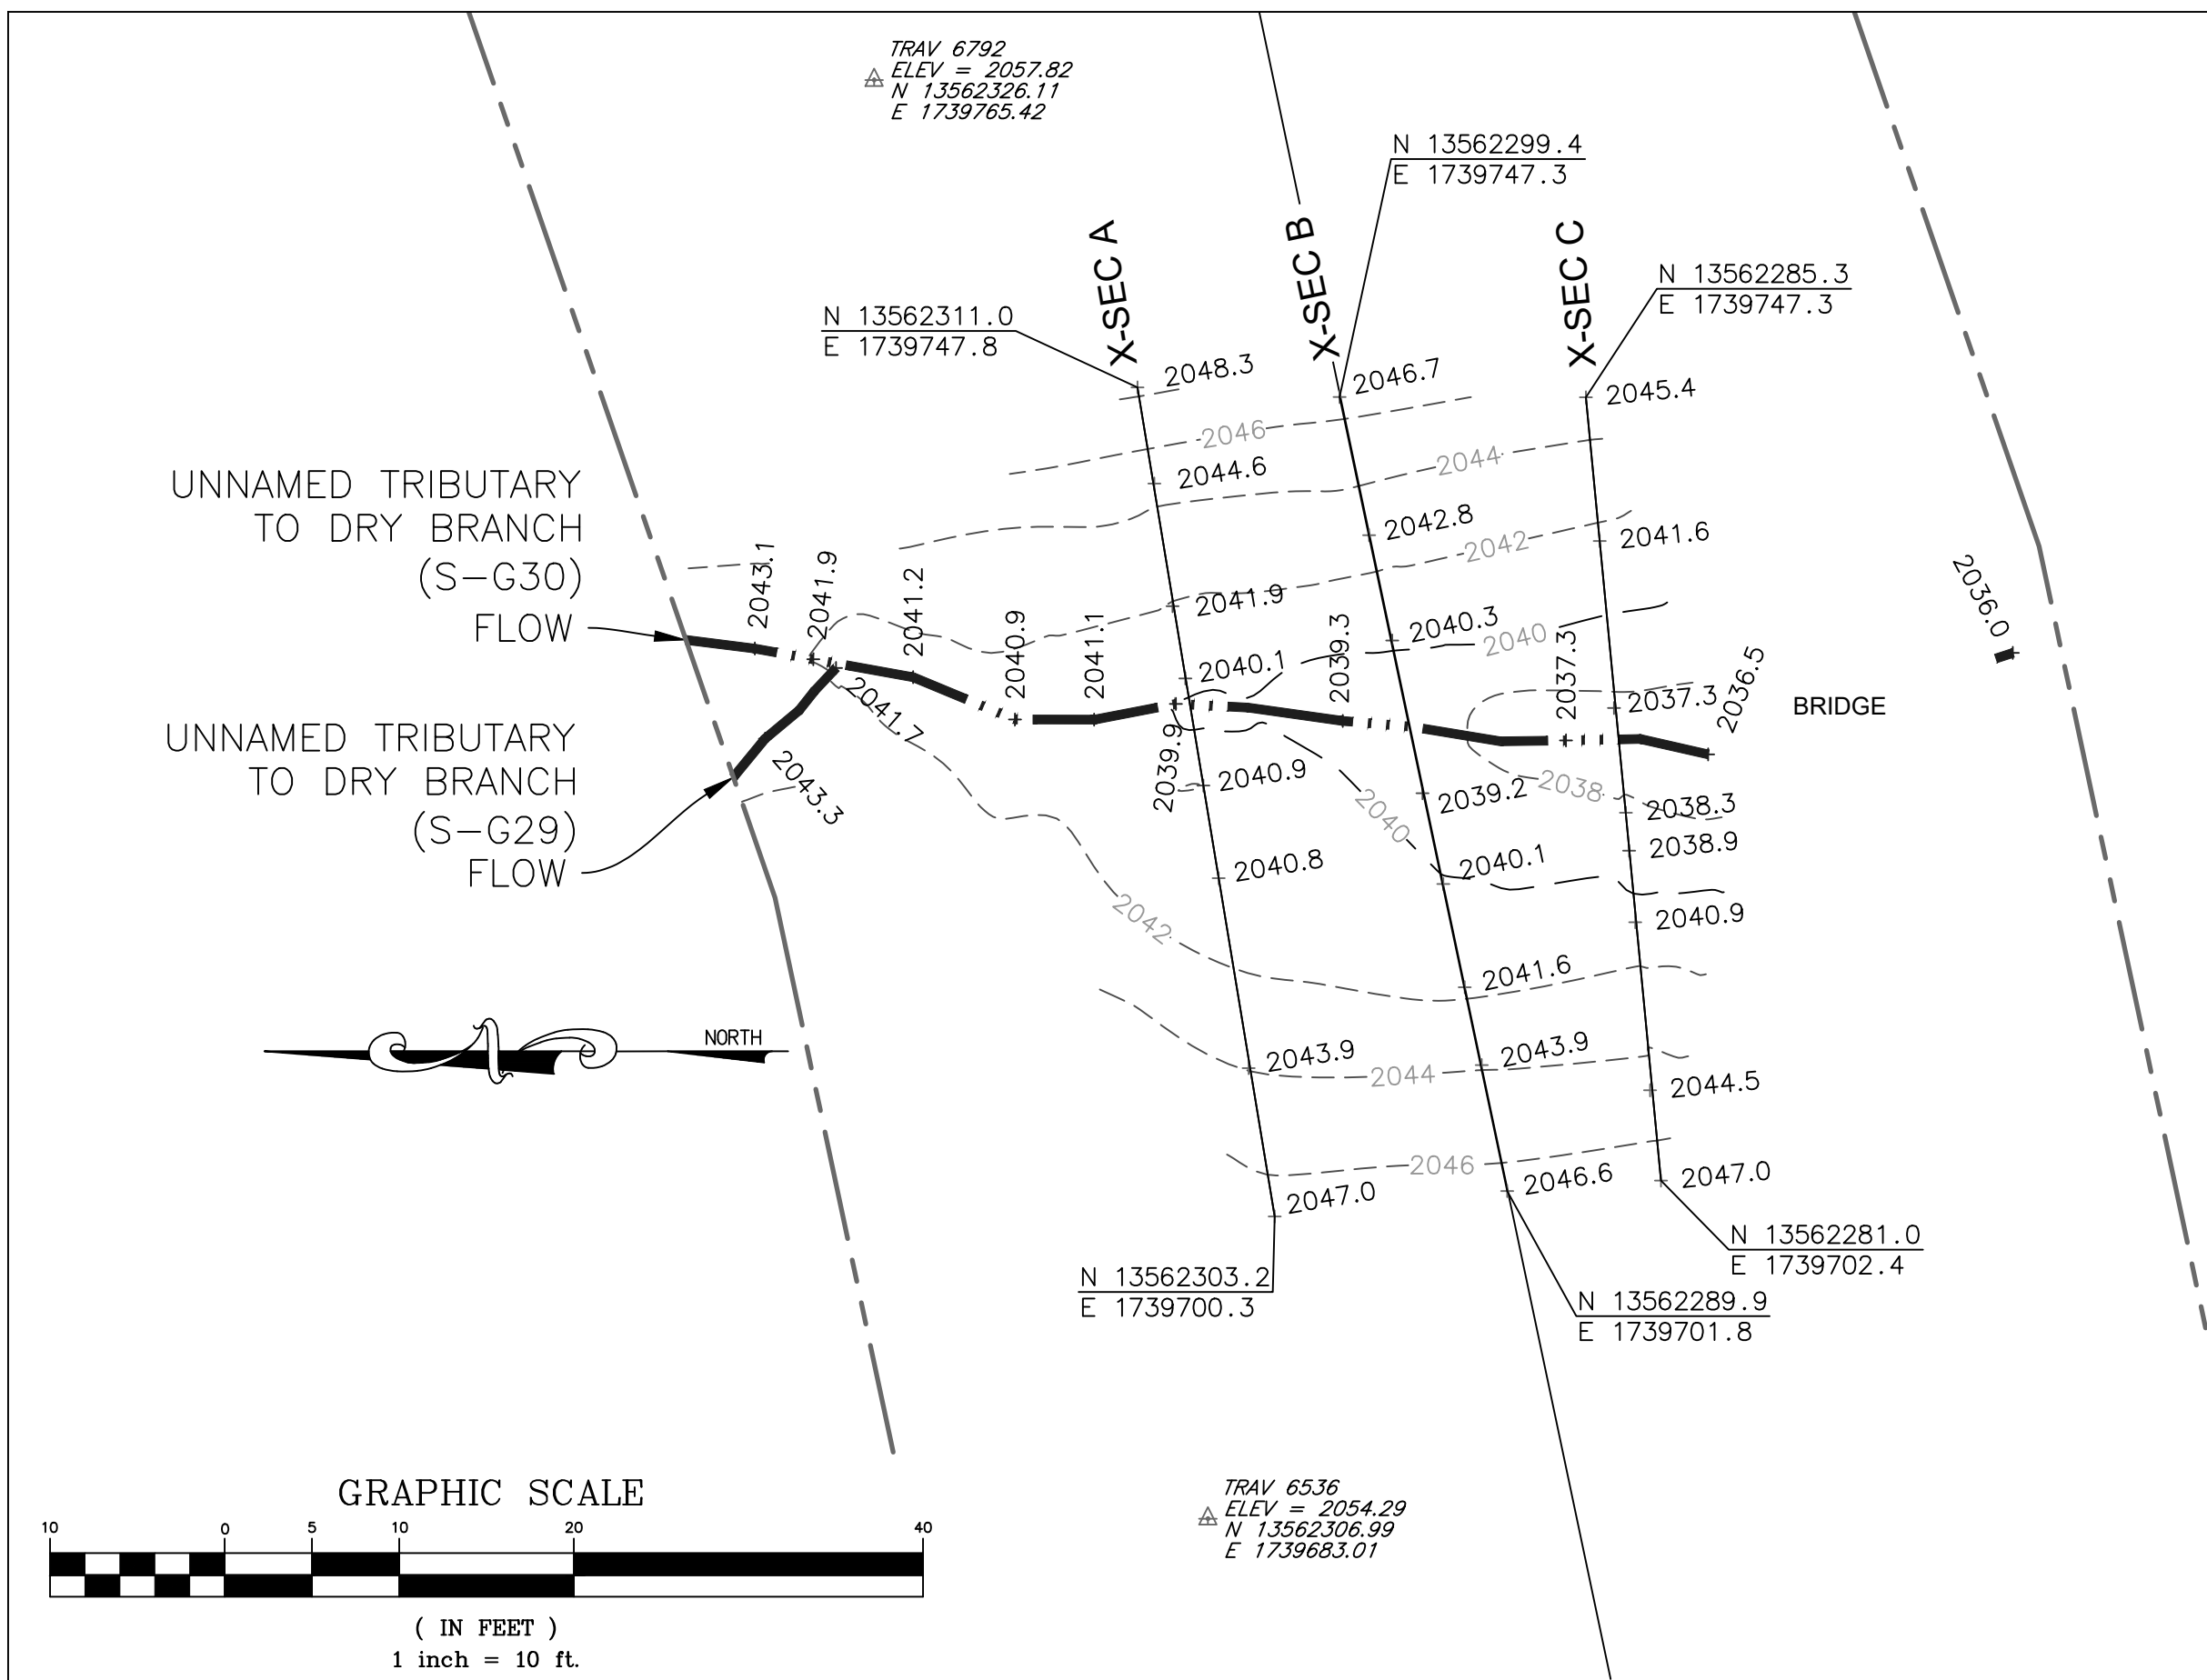 TRAV 6792
ELEV = 2057.82
N 13562326.11
E 1739765.42
N 13562299.4
E 1739747.3
N 13562285.3
E 1739747.3
N 13562311.0
E 1739747.8
X-SEC A
X-SEC B
X-SEC C
2048.3
2046.7
2045.4
2046
2044
2044.6
2042.8
2042
2041.6
UNNAMED TRIBUTARY
TO DRY BRANCH
(S-G30)
FLOW
2043.1
2041.9
2041.2
2040.9
2041.1
2041.9
2040.1
2039.3
2040.3
2040
2037.3
2037.3
2036.5
2036.0
BRIDGE
UNNAMED TRIBUTARY
TO DRY BRANCH
(S-G29)
FLOW
2043.3
2041.7
2039.9
2040.9
2040
2039.2
2038
2038.3
2038.9
2040.8
2040.1
2040.9
2042
2041.6
2043.9
2044
2043.9
2044.5
2046
2047.0
2046.6
2047.0
NORTH
N 13562303.2
E 1739700.3
N 13562281.0
E 1739702.4
N 13562289.9
E 1739701.8
TRAV 6536
ELEV = 2054.29
N 13562306.99
E 1739683.01
GRAPHIC SCALE
10 0 5 10 20 40
( IN FEET )
1 inch = 10 ft.